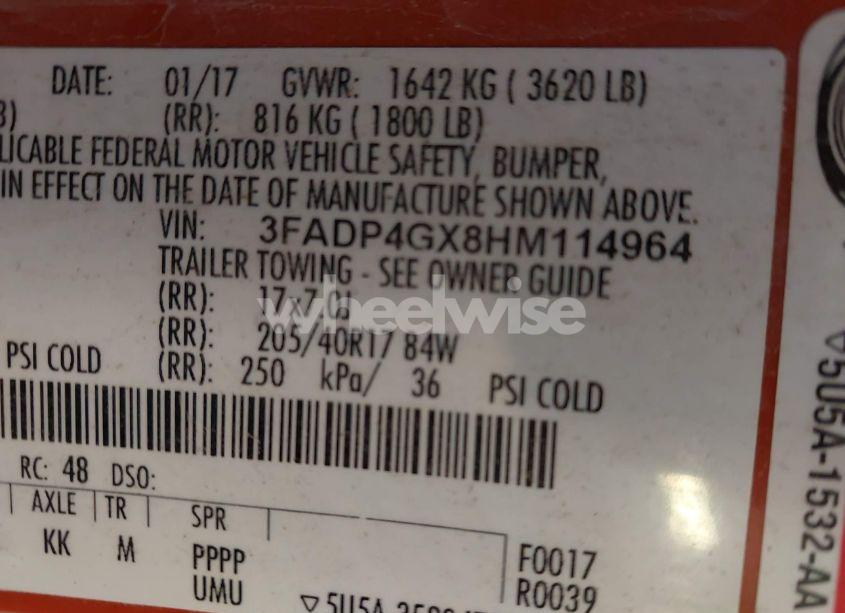 DATE: 01/17 GVWR: 1642 KG ( 3620 LB)
(RR): 816 KG ( 1800 LB)
FEDERAL MOTOR VEHICLE SAFETY, BUMPER,
IN EFFECT ON THE DATE OF MANUFACTURE SHOWN ABOVE.
VIN: 3FADP4GX8HM114964
TRAILER TOWING - SEE OWNER GUIDE
(RR): 17x7.0J
wheelwise
(RR): 205/40R17 84W
PSI COLD (RR): 250 kPa/ 36 PSI COLD
RC: 48 DSO:
AXLE TR SPR
KK M PPPP F0017
UMU R0039
5U5A-1532-AA